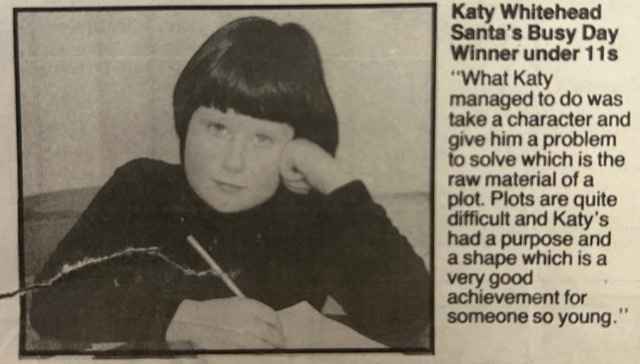 Katy Whitehead
Santa's Busy Day
Winner under 11s
"What Katy
managed to do was
take a character and
give him a problem
to solve which is the
raw material of a
plot. Plots are quite
difficult and Katy's
had a purpose and
a shape which is a
very good
achievement for
someone so young."